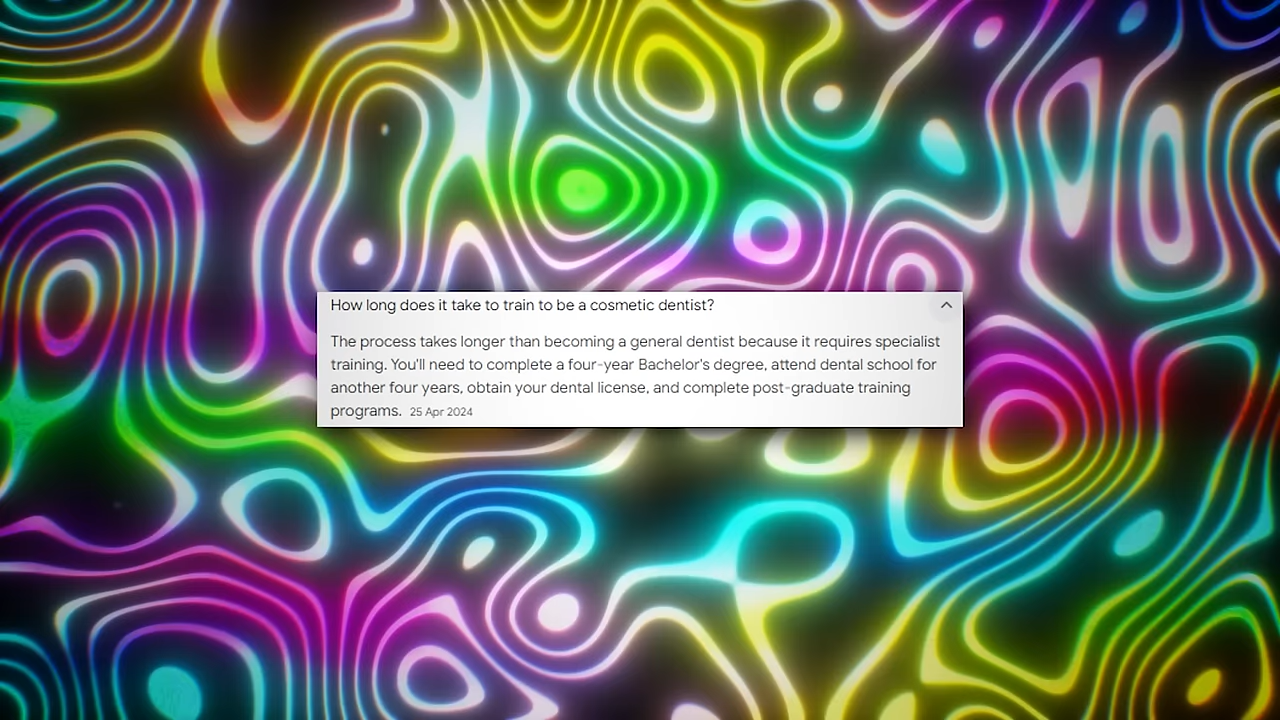 How long does it take to train to be a cosmetic dentist?
The process takes longer than becoming a general dentist because it requires specialist
training. You'll need to complete a four-year Bachelor's degree, attend dental school for
another four years, obtain your dental license, and complete post-graduate training
programs. 25 Apr 2024